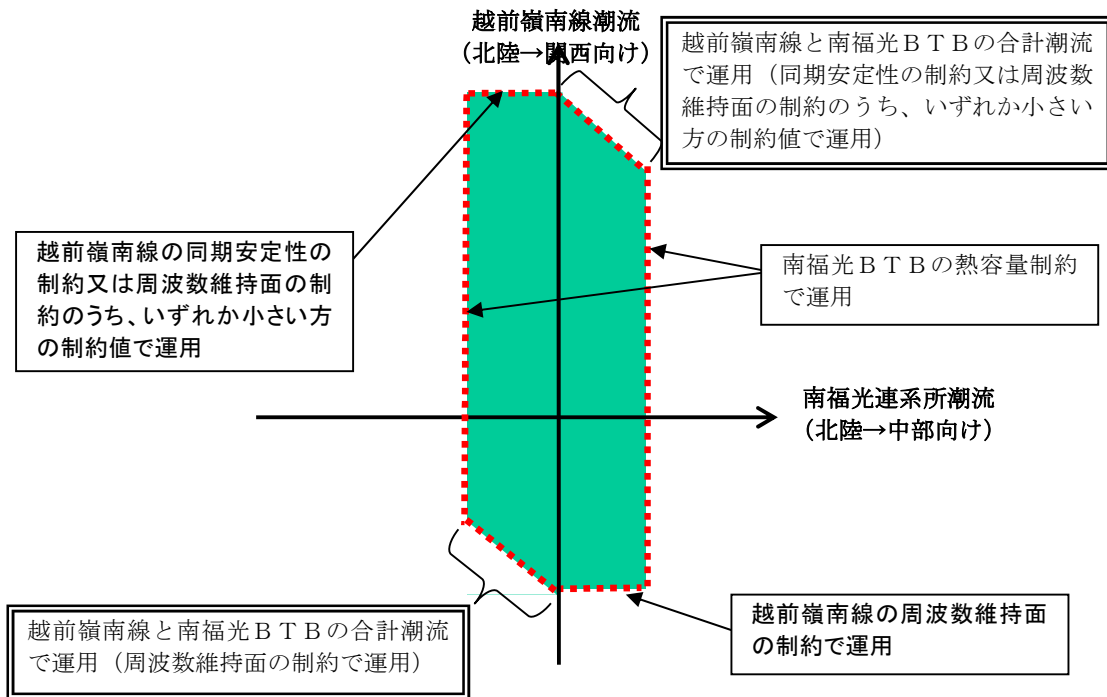 越前嶺南線潮流
(北陸→関西向け)
越前嶺南線と南福光BTBの合計潮流
で運用(同期安定性の制約又は周波数
維持面の制約のうち、いずれか小さい
方の制約値で運用)
越前嶺南線の同期安定性の
制約又は周波数維持面の制
約のうち、いずれか小さい方
の制約値で運用
南福光BTBの熱容量制約
で運用
南福光連系所潮流
(北陸→中部向け)
越前嶺南線と南福光BTBの合計潮流
で運用(周波数維持面の制約で運用)
越前嶺南線の周波数維持面
の制約で運用